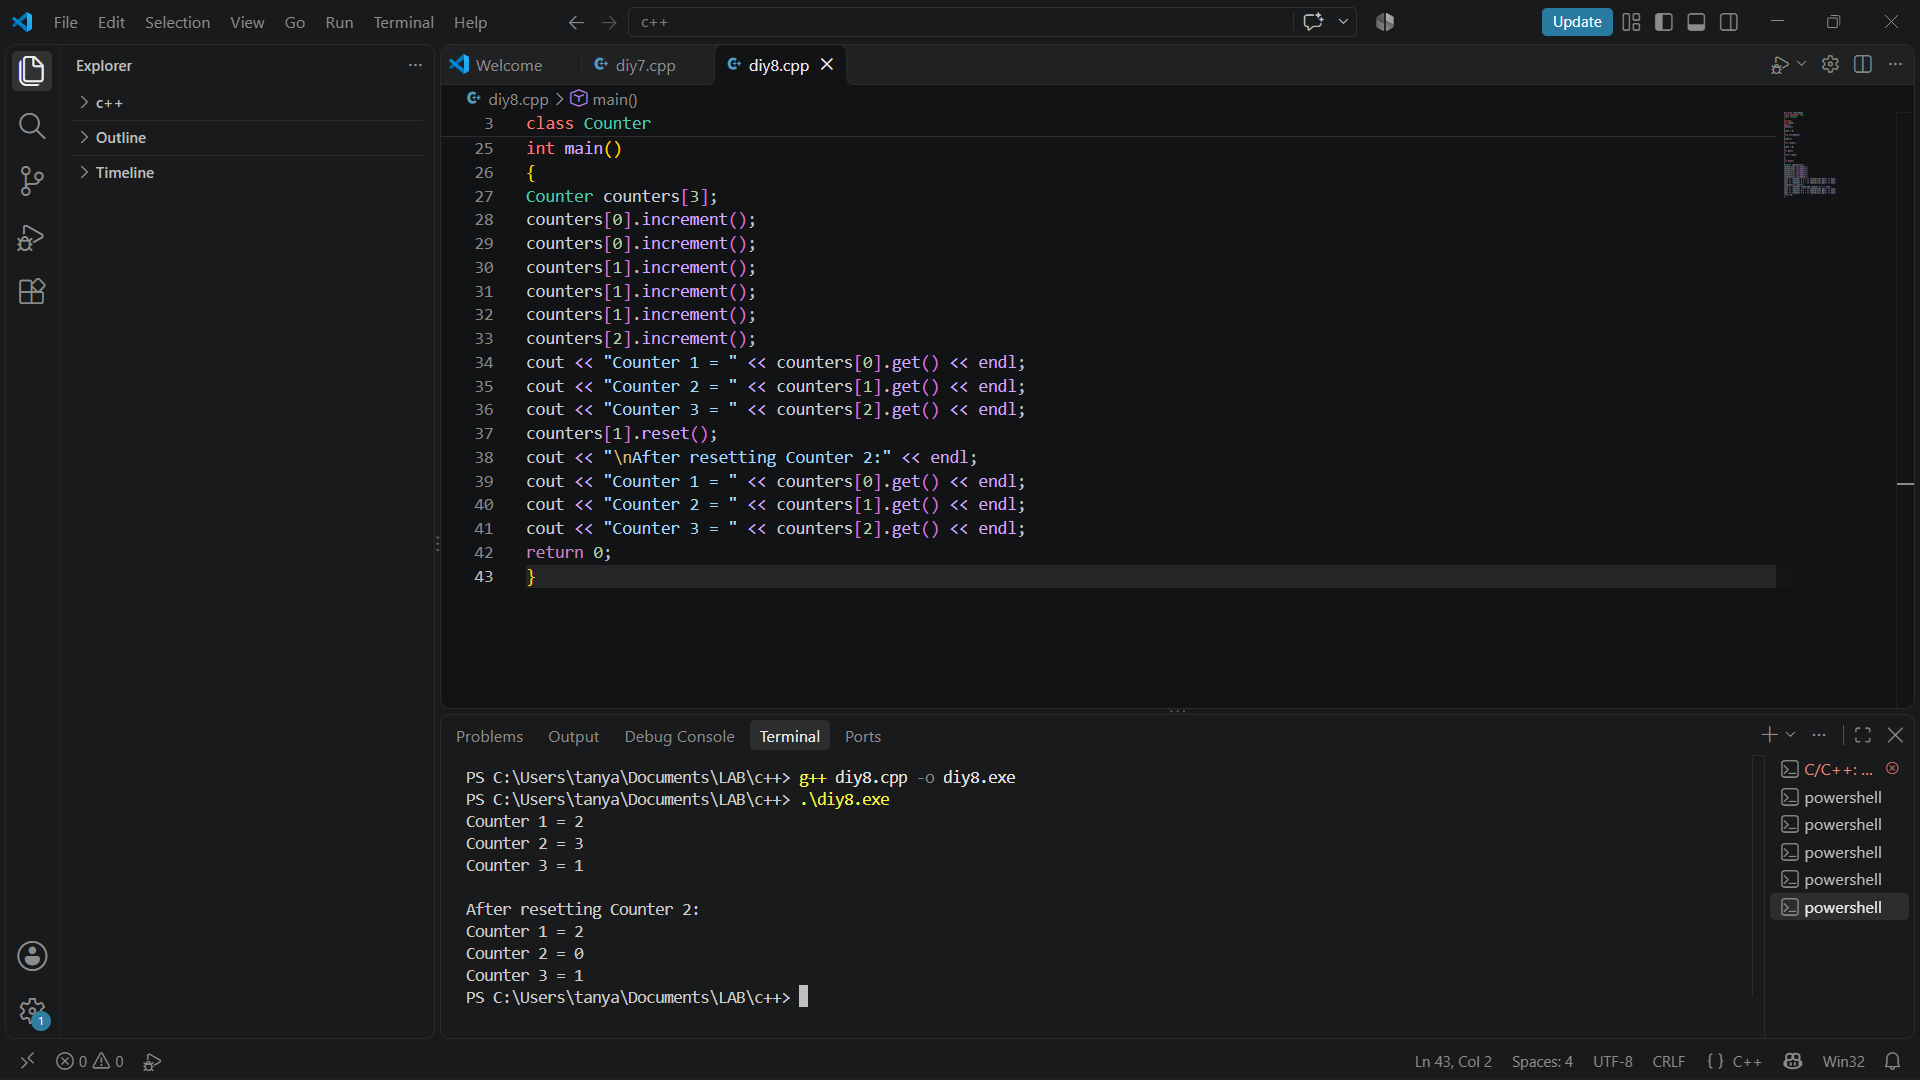 File Edit Selection View Go Run Terminal Help
c++
Update
Explorer
c++
Outline
Timeline
Welcome
diy7.cpp
diy8.cpp
diy8.cpp > main()
3 class Counter
25 int main()
26 {
27 Counter counters[3];
28 counters[0].increment();
29 counters[0].increment();
30 counters[1].increment();
31 counters[1].increment();
32 counters[1].increment();
33 counters[2].increment();
34 cout << "Counter 1 = " << counters[0].get() << endl;
35 cout << "Counter 2 = " << counters[1].get() << endl;
36 cout << "Counter 3 = " << counters[2].get() << endl;
37 counters[1].reset();
38 cout << "\nAfter resetting Counter 2:" << endl;
39 cout << "Counter 1 = " << counters[0].get() << endl;
40 cout << "Counter 2 = " << counters[1].get() << endl;
41 cout << "Counter 3 = " << counters[2].get() << endl;
42 return 0;
43 }
Problems Output Debug Console Terminal Ports
PS C:\Users\tanya\Documents\LAB\c++> g++ diy8.cpp -o diy8.exe
PS C:\Users\tanya\Documents\LAB\c++> .\diy8.exe
Counter 1 = 2
Counter 2 = 3
Counter 3 = 1
After resetting Counter 2:
Counter 1 = 2
Counter 2 = 0
Counter 3 = 1
PS C:\Users\tanya\Documents\LAB\c++>
C/C++: ...
powershell
powershell
powershell
powershell
powershell
1
0 0
Ln 43, Col 2 Spaces: 4 UTF-8 CRLF {} C++ Win32